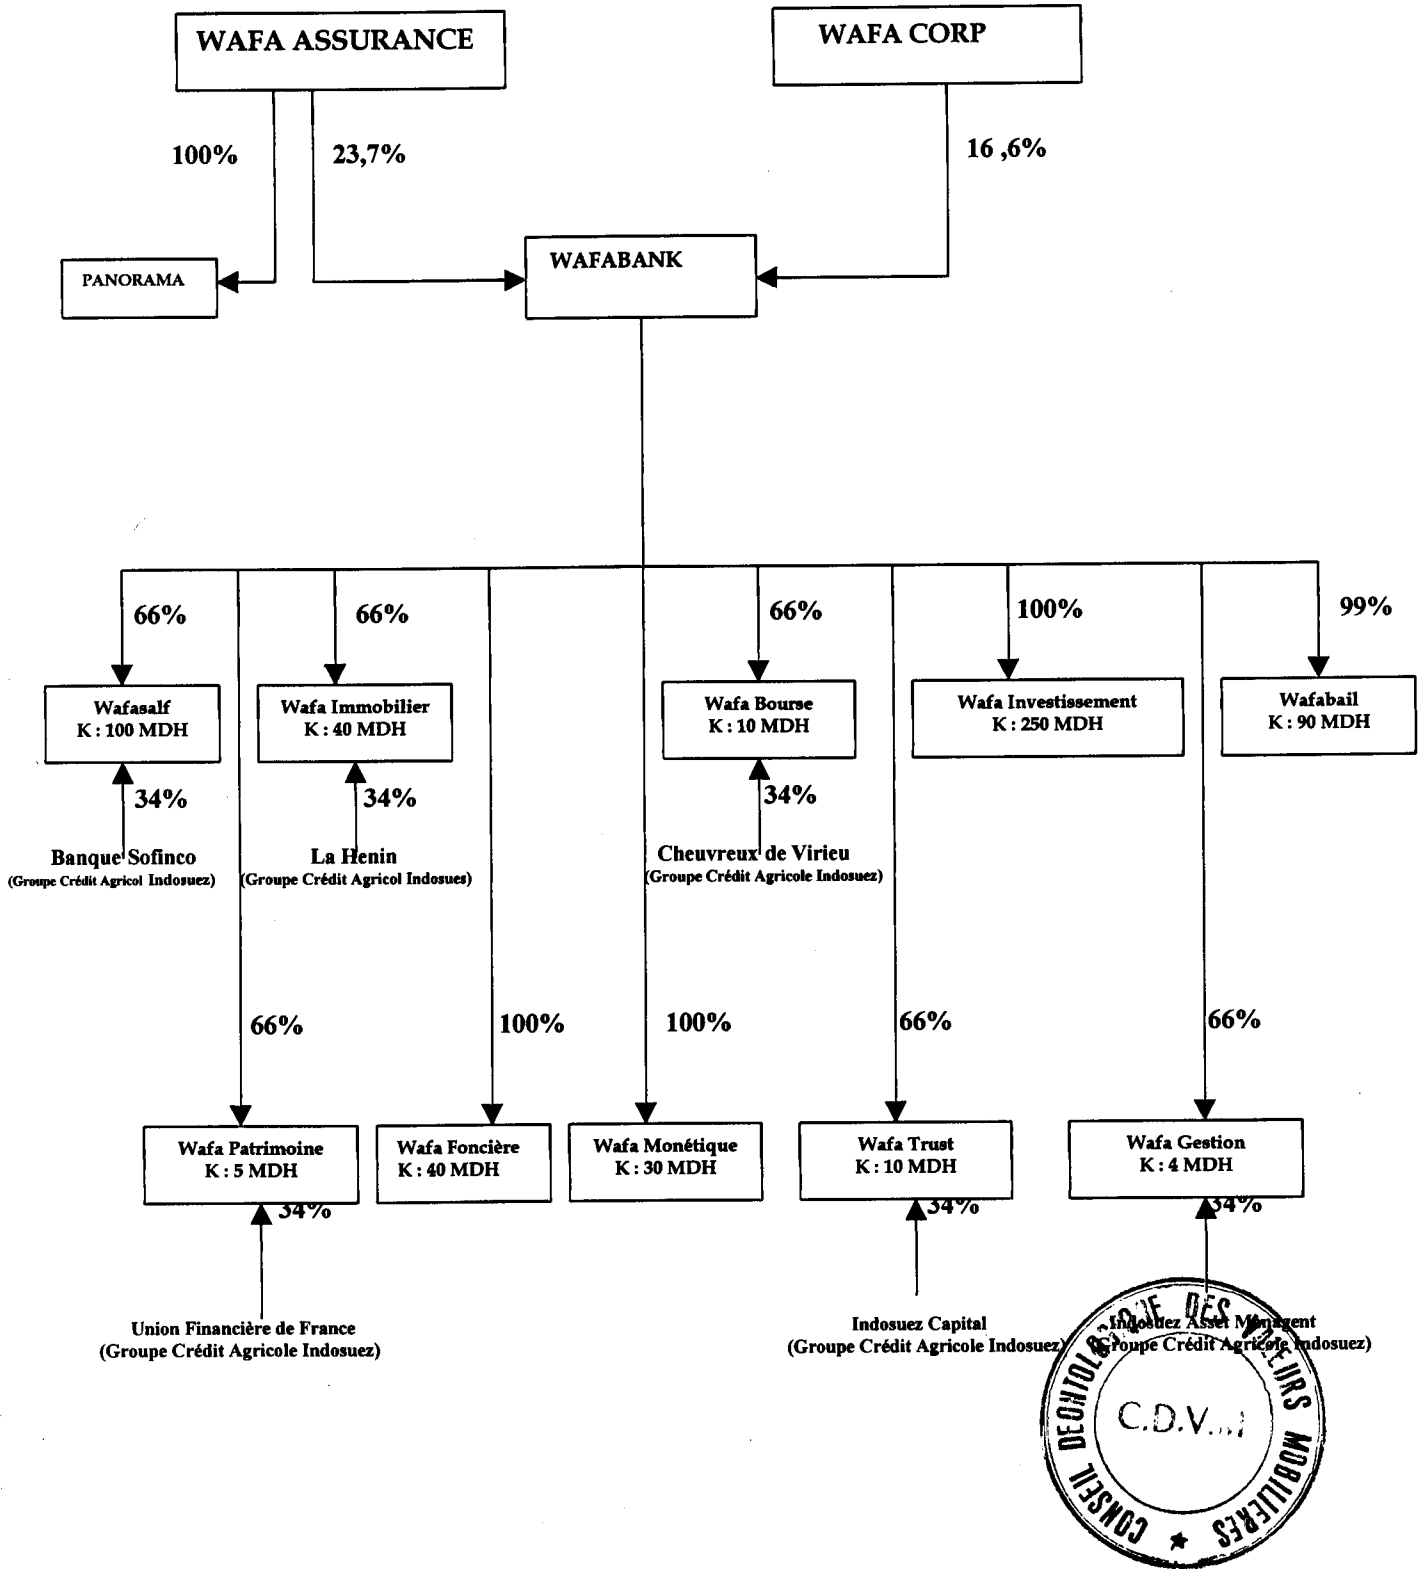 WAFA ASSURANCE
WAFA CORP
100%
23,7%
16 ,6%
PANORAMA
WAFABANK
66%
66%
66%
100%
99%
Wafasalf
K : 100 MDH
Wafa Immobilier
K : 40 MDH
Wafa Bourse
K : 10 MDH
Wafa Investissement
K : 250 MDH
Wafabail
K : 90 MDH
34%
34%
34%
Banque Sofinco
(Groupe Crédit Agricol Indosuez)
La Henin
(Groupe Crédit Agricol Indosues)
Cheuvreux de Virieu
(Groupe Crédit Agricole Indosuez)
66%
100%
100%
66%
66%
Wafa Patrimoine
K : 5 MDH
Wafa Foncière
K : 40 MDH
Wafa Monétique
K : 30 MDH
Wafa Trust
K : 10 MDH
Wafa Gestion
K : 4 MDH
34%
34%
34%
Union Financière de France
(Groupe Crédit Agricole Indosuez)
Indosuez Capital
(Groupe Crédit Agricole Indosuez)
Indosuez Asset Managent
(Groupe Crédit Agricole Indosuez)
CONSEIL DEONTOLOGIQUE DES VALEURS MOBILIERES
C.D.V.M